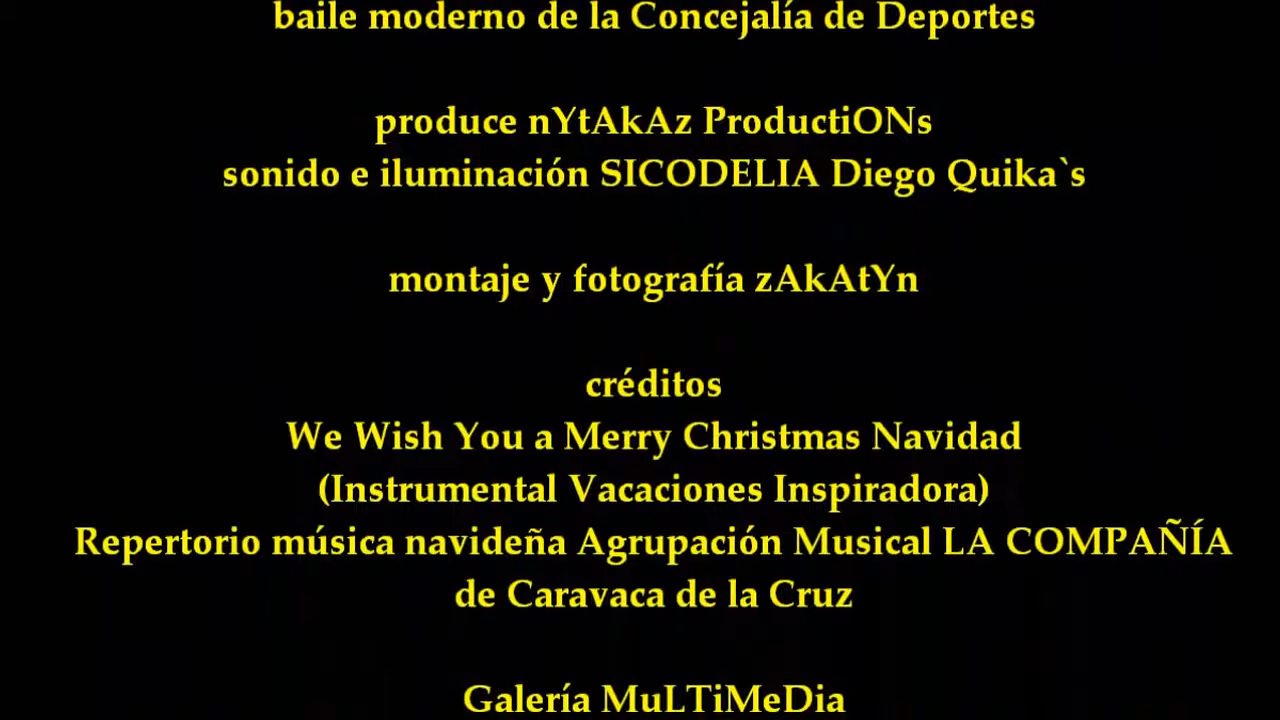 baile moderno de la Concejalía de Deportes
produce nYtAkAz ProductiONs
sonido e iluminación SICODELIA Diego Quika`s
montaje y fotografía zAkAtYn
créditos
We Wish You a Merry Christmas Navidad
(Instrumental Vacaciones Inspiradora)
Repertorio música navideña Agrupación Musical LA COMPAÑÍA
de Caravaca de la Cruz
Galería MuLTiMeDia